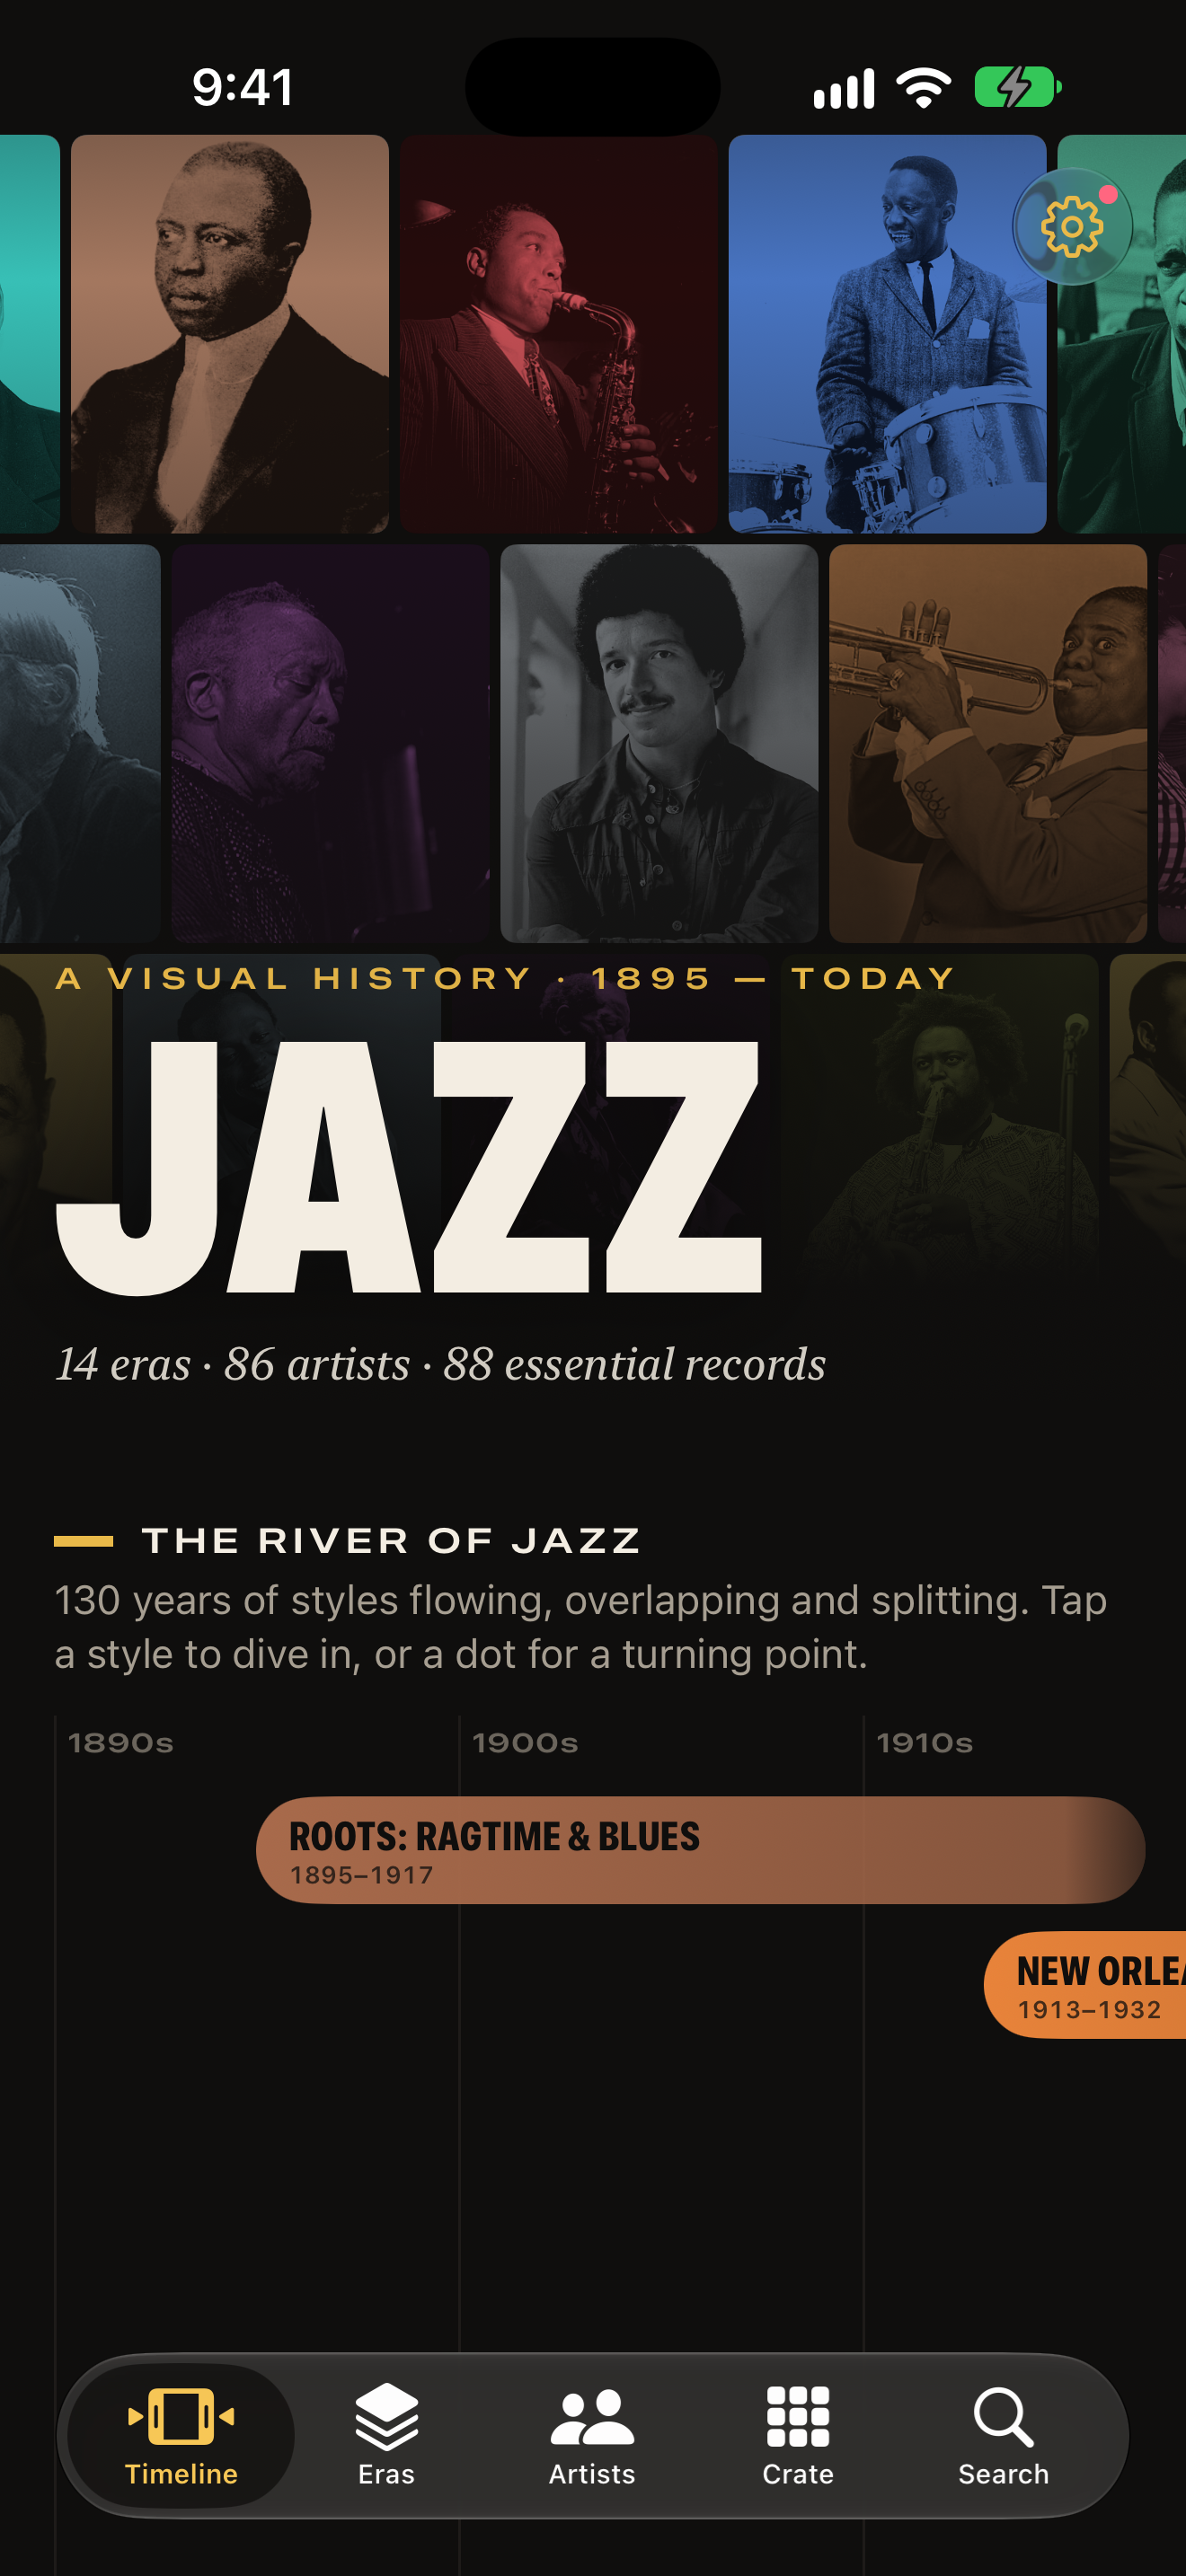 9:41
A VISUAL HISTORY · 1895 — TODAY
JAZZ
14 eras · 86 artists · 88 essential records
THE RIVER OF JAZZ
130 years of styles flowing, overlapping and splitting. Tap
a style to dive in, or a dot for a turning point.
1890s 1900s 1910s
ROOTS: RAGTIME & BLUES
1895–1917
NEW
1913–1932
Timeline Eras Artists Crate Search